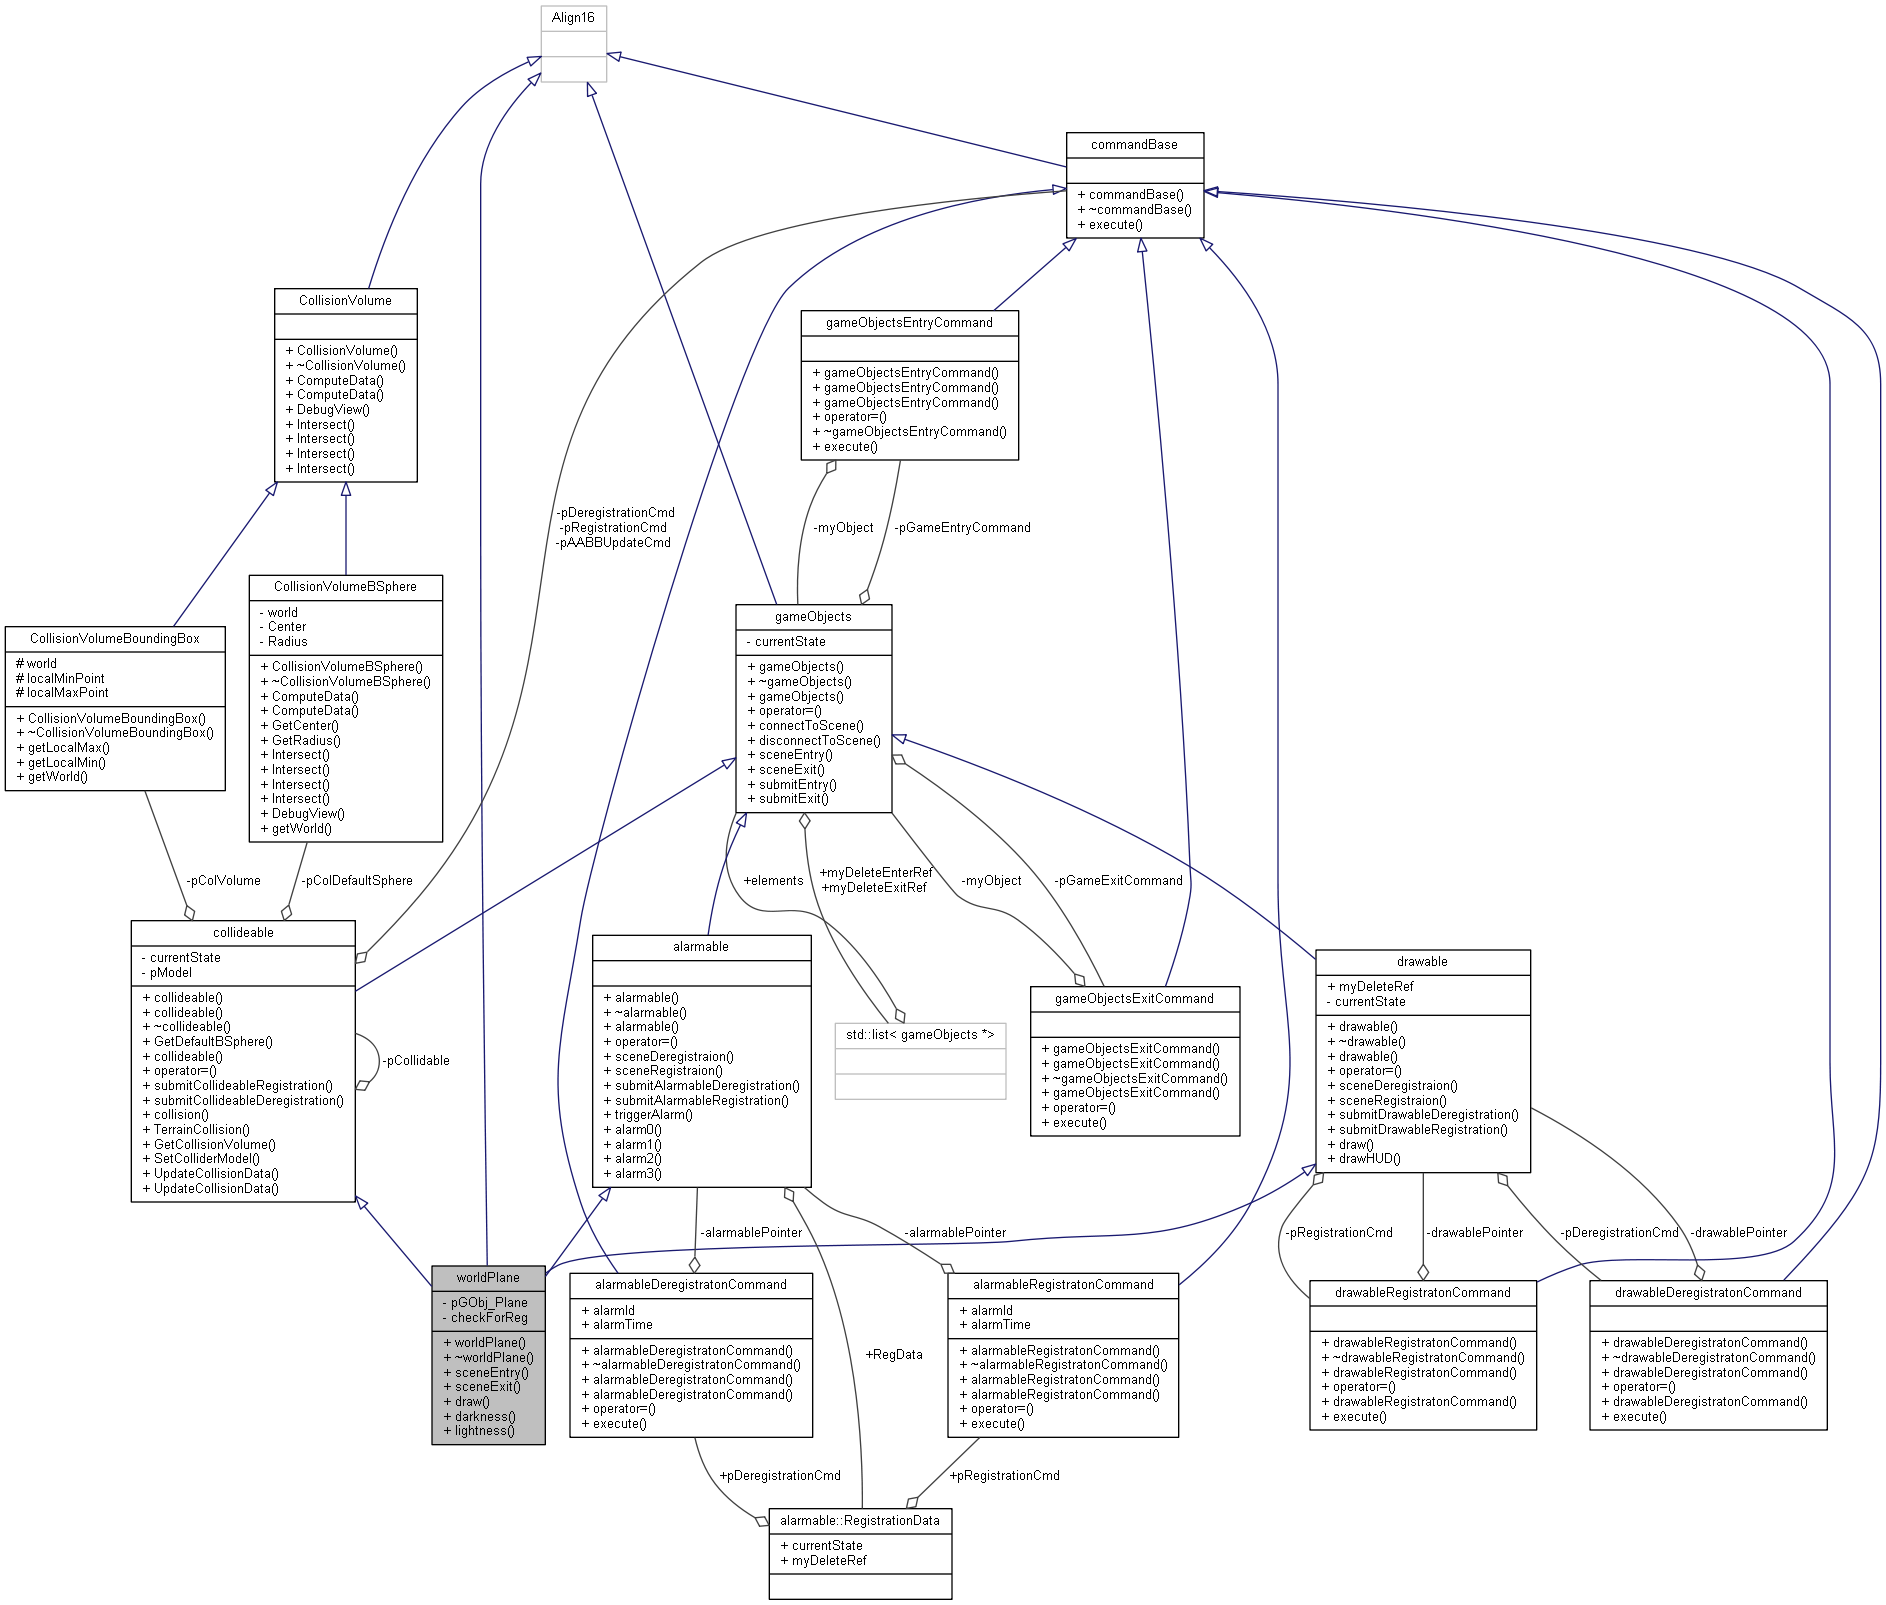 Align16
commandBase
+ commandBase()
+ ~commandBase()
+ execute()
CollisionVolume
+ CollisionVolume()
+ ~CollisionVolume()
+ ComputeData()
+ ComputeData()
+ DebugView()
+ Intersect()
+ Intersect()
+ Intersect()
+ Intersect()
gameObjectsEntryCommand
+ gameObjectsEntryCommand()
+ gameObjectsEntryCommand()
+ gameObjectsEntryCommand()
+ operator=()
+ ~gameObjectsEntryCommand()
+ execute()
-pDeregistrationCmd
-pRegistrationCmd
-pAABBUpdateCmd
-myObject
-pGameEntryCommand
CollisionVolumeBoundingBox
# world
# localMinPoint
# localMaxPoint
+ CollisionVolumeBoundingBox()
+ ~CollisionVolumeBoundingBox()
+ getLocalMax()
+ getLocalMin()
+ getWorld()
CollisionVolumeBSphere
- world
- Center
- Radius
+ CollisionVolumeBSphere()
+ ~CollisionVolumeBSphere()
+ ComputeData()
+ ComputeData()
+ GetCenter()
+ GetRadius()
+ Intersect()
+ Intersect()
+ Intersect()
+ Intersect()
+ DebugView()
+ getWorld()
gameObjects
- currentState
+ gameObjects()
+ ~gameObjects()
+ gameObjects()
+ operator=()
+ connectToScene()
+ disconnectToScene()
+ sceneEntry()
+ sceneExit()
+ submitEntry()
+ submitExit()
-pColVolume
-pColDefaultSphere
+elements
+myDeleteEnterRef
+myDeleteExitRef
-myObject
-pGameExitCommand
collideable
- currentState
- pModel
+ collideable()
+ collideable()
+ ~collideable()
+ GetDefaultBSphere()
+ collideable()
+ operator=()
+ submitCollideableRegistration()
+ submitCollideableDeregistration()
+ collision()
+ TerrainCollision()
+ GetCollisionVolume()
+ SetColliderModel()
+ UpdateCollisionData()
+ UpdateCollisionData()
-pCollidable
alarmable
+ alarmable()
+ ~alarmable()
+ alarmable()
+ operator=()
+ sceneDeregistraion()
+ sceneRegistraion()
+ submitAlarmableDeregistration()
+ submitAlarmableRegistration()
+ triggerAlarm()
+ alarm0()
+ alarm1()
+ alarm2()
+ alarm3()
std::list< gameObjects *>
gameObjectsExitCommand
+ gameObjectsExitCommand()
+ gameObjectsExitCommand()
+ ~gameObjectsExitCommand()
+ gameObjectsExitCommand()
+ operator=()
+ execute()
drawable
+ myDeleteRef
- currentState
+ drawable()
+ ~drawable()
+ drawable()
+ operator=()
+ sceneDeregistraion()
+ sceneRegistraion()
+ submitDrawableDeregistration()
+ submitDrawableRegistration()
+ draw()
+ drawHUD()
-alarmablePointer
-alarmablePointer
-pRegistrationCmd
-drawablePointer
-pDeregistrationCmd
-drawablePointer
worldPlane
- pGObj_Plane
- checkForReg
+ worldPlane()
+ ~worldPlane()
+ sceneEntry()
+ sceneExit()
+ draw()
+ darkness()
+ lightness()
alarmableDeregistratonCommand
+ alarmId
+ alarmTime
+ alarmableDeregistratonCommand()
+ ~alarmableDeregistratonCommand()
+ alarmableDeregistratonCommand()
+ alarmableDeregistratonCommand()
+ operator=()
+ execute()
+RegData
alarmableRegistratonCommand
+ alarmId
+ alarmTime
+ alarmableRegistratonCommand()
+ ~alarmableRegistratonCommand()
+ alarmableRegistratonCommand()
+ alarmableRegistratonCommand()
+ operator=()
+ execute()
drawableRegistratonCommand
+ drawableRegistratonCommand()
+ ~drawableRegistratonCommand()
+ drawableRegistratonCommand()
+ operator=()
+ drawableRegistratonCommand()
+ execute()
drawableDeregistratonCommand
+ drawableDeregistratonCommand()
+ ~drawableDeregistratonCommand()
+ drawableDeregistratonCommand()
+ operator=()
+ drawableDeregistratonCommand()
+ execute()
+pDeregistrationCmd
+pRegistrationCmd
alarmable::RegistrationData
+ currentState
+ myDeleteRef